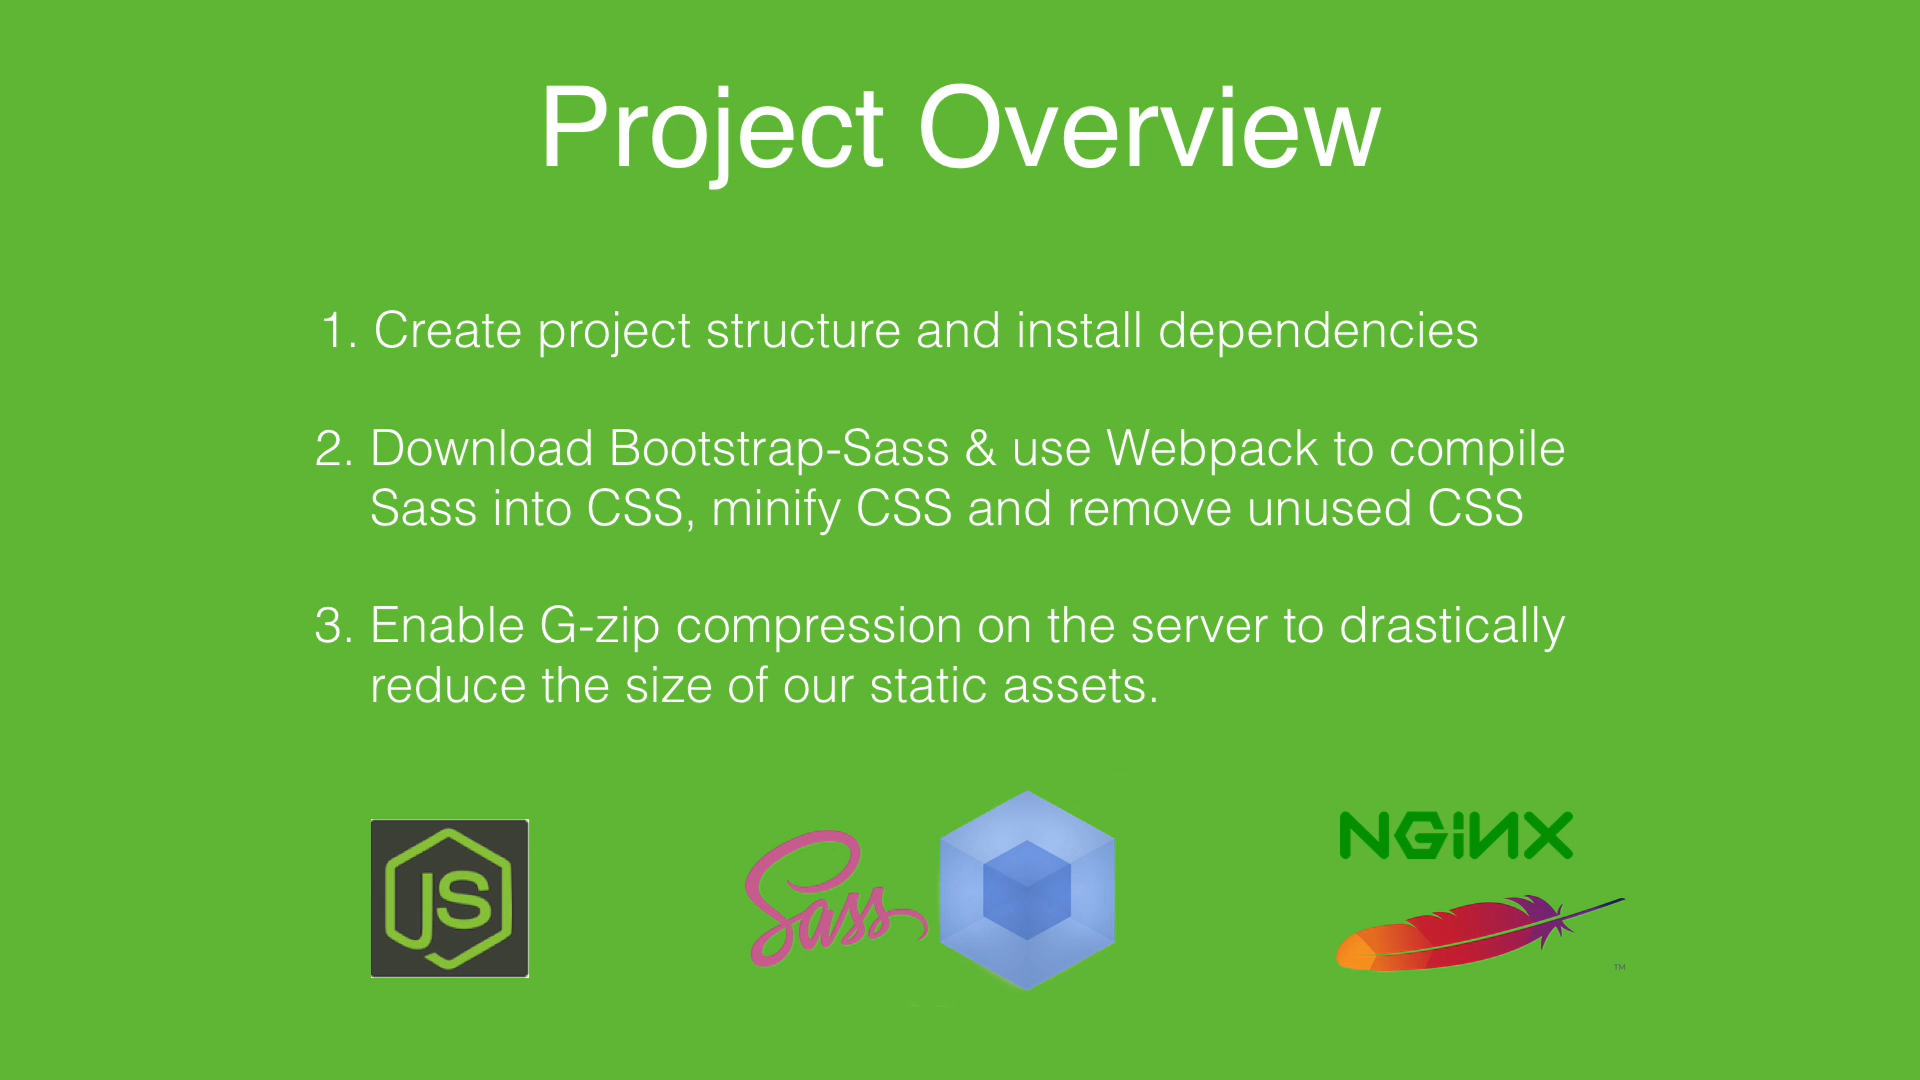 Project Overview
1. Create project structure and install dependencies
2. Download Bootstrap-Sass & use Webpack to compile
Sass into CSS, minify CSS and remove unused CSS
3. Enable G-zip compression on the server to drastically
reduce the size of our static assets.
JS
Sass
NGiNX
TM